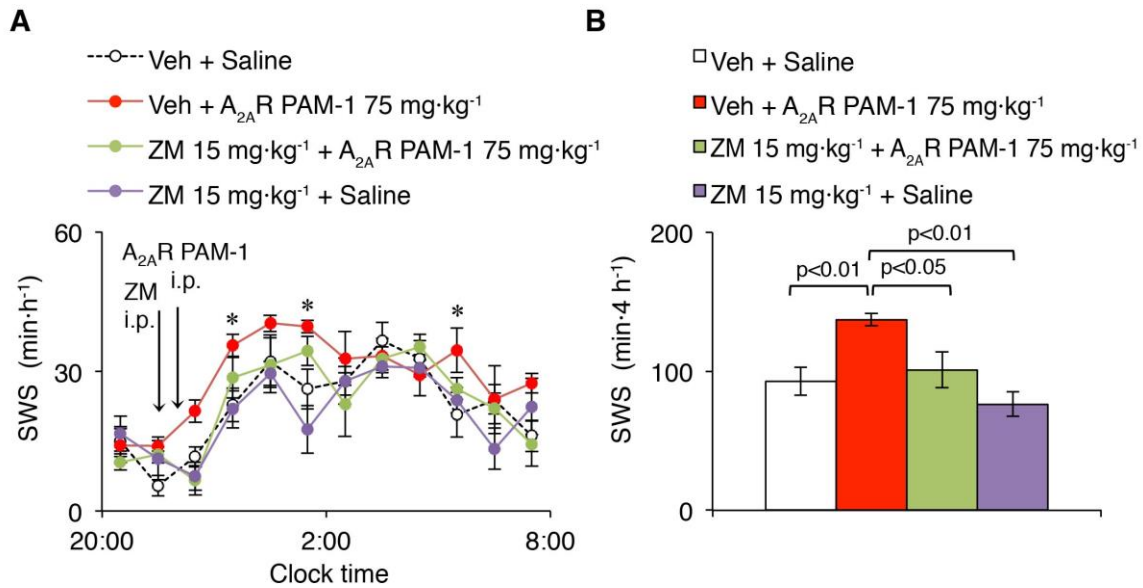 A
Veh + Saline
Veh + A₂ₐR PAM-1 75 mg·kg⁻¹
ZM 15 mg·kg⁻¹ + A₂ₐR PAM-1 75 mg·kg⁻¹
ZM 15 mg·kg⁻¹ + Saline
60
A₂ₐR PAM-1
ZM
i.p.
i.p.
*
*
*
SWS (min·h⁻¹)
30
0
20:00
2:00
8:00
Clock time
B
Veh + Saline
Veh + A₂ₐR PAM-1 75 mg·kg⁻¹
ZM 15 mg·kg⁻¹ + A₂ₐR PAM-1 75 mg·kg⁻¹
ZM 15 mg·kg⁻¹ + Saline
200
p<0.01
p<0.01
p<0.05
SWS (min·4 h⁻¹)
100
0